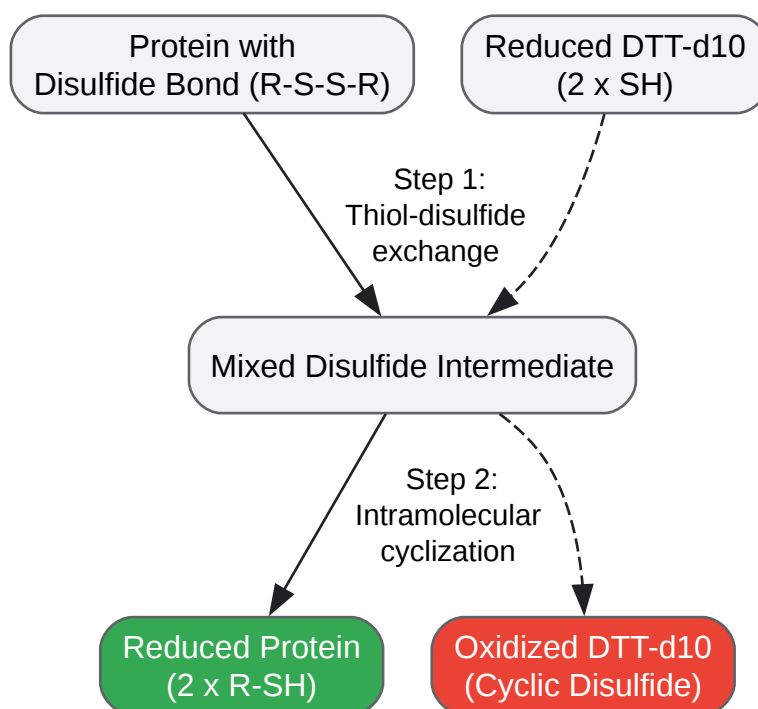 Protein with
Disulfide Bond (R-S-S-R)
Reduced DTT-d10
(2 x SH)
Step 1:
Thiol-disulfide
exchange
Mixed Disulfide Intermediate
Step 2:
Intramolecular
cyclization
Reduced Protein
(2 x R-SH)
Oxidized DTT-d10
(Cyclic Disulfide)